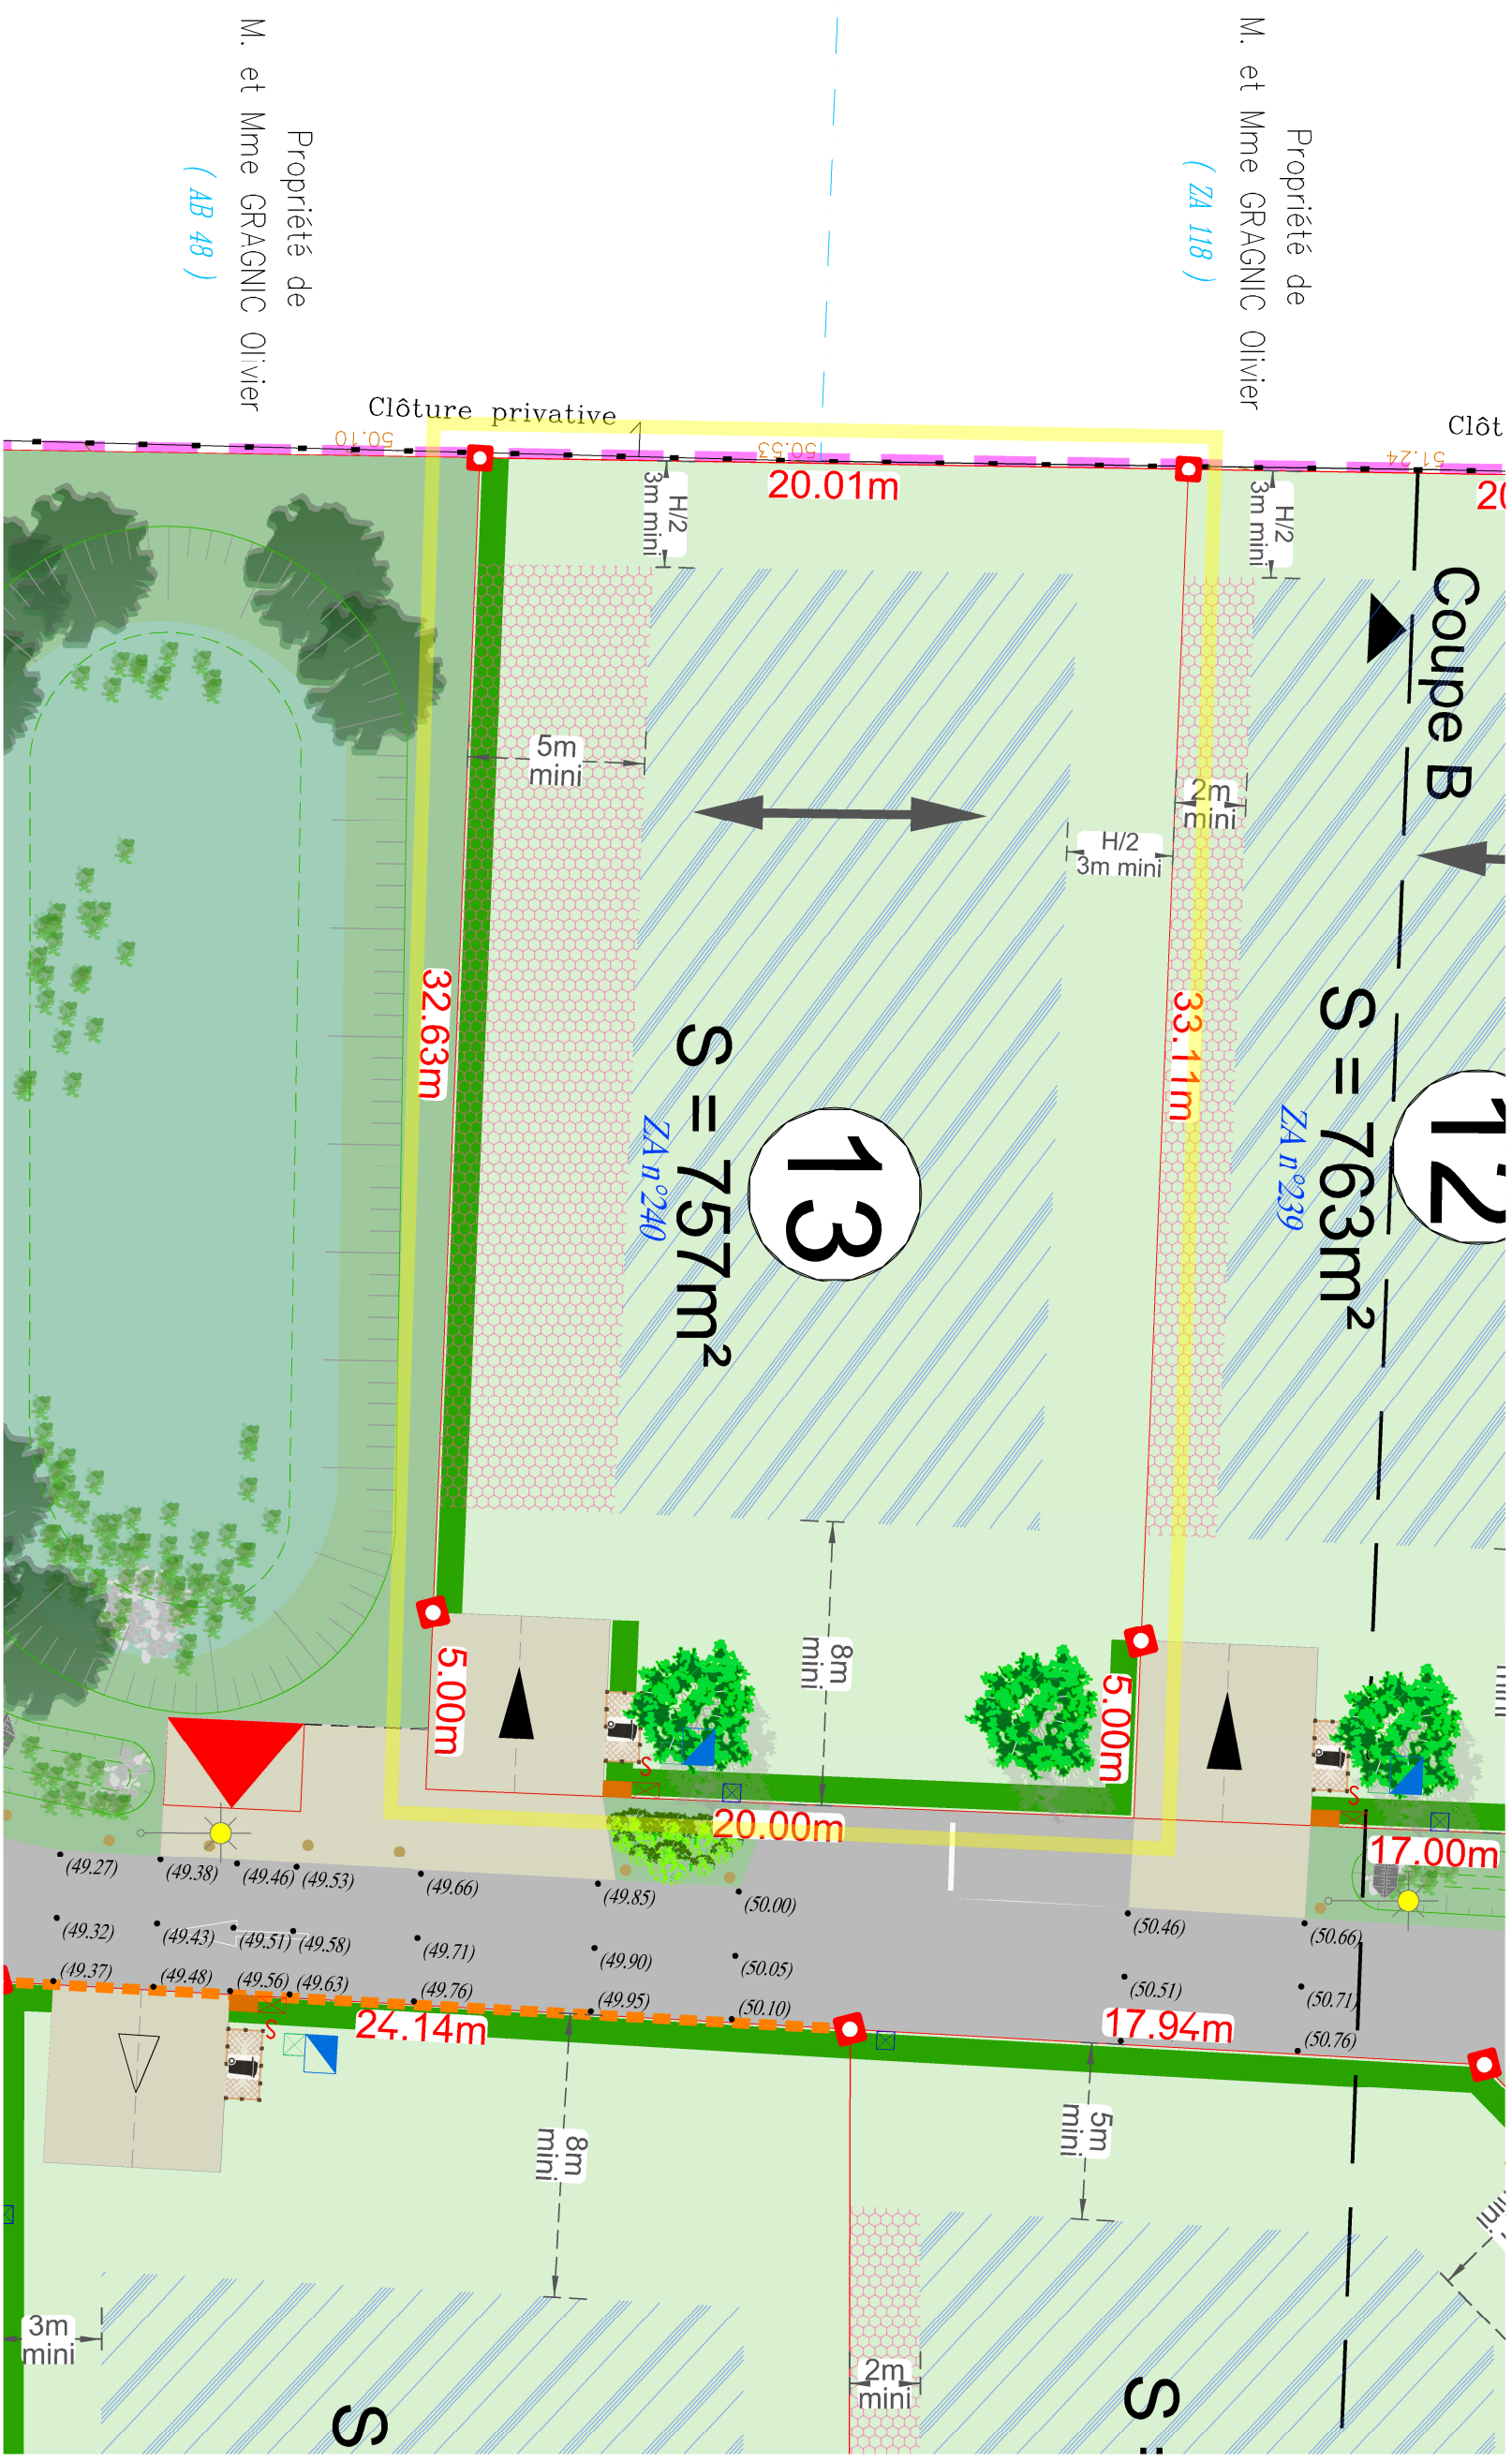 Propriété de
M. et Mme GRAGNIC Olivier
( AB 48 )
Propriété de
M. et Mme GRAGNIC Olivier
( ZA 118 )
Clôture privative
Clôt
50.10
50.53
51.24
20.01m
20
H/2
3m mini
H/2
3m mini
Coupe B
5m
mini
2m
mini
H/2
3m mini
32.63m
33.11m
S = 757m²
ZA n°240
13
S = 763m²
ZA n°239
12
8m
mini
5.00m
5.00m
S
S
20.00m
17.00m
(49.27)
(49.38)
(49.46)
(49.53)
(49.66)
(49.85)
(50.00)
(50.46)
(50.66)
(49.32)
(49.43)
(49.51)
(49.58)
(49.71)
(49.90)
(50.05)
(50.51)
(50.71)
(49.37)
(49.48)
(49.56)
(49.63)
(49.76)
(49.95)
(50.10)
(50.76)
24.14m
17.94m
S
8m
mini
5m
mini
3m
mini
2m
mini
S
S :